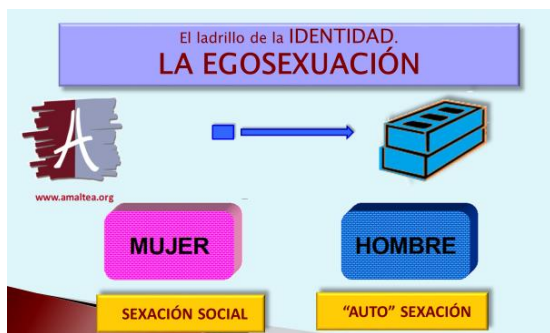 El ladrillo de la IDENTIDAD.
LA EGOSEXUACIÓN
A
www.amaltea.org
MUJER
HOMBRE
SEXACIÓN SOCIAL
“AUTO” SEXACIÓN